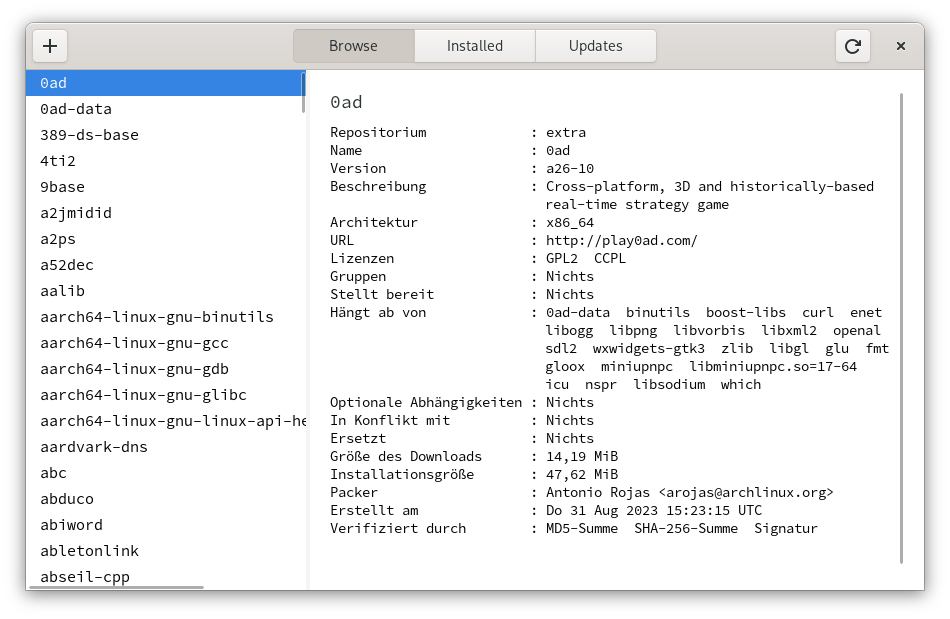 Browse Installed Updates
0ad
0ad-data
389-ds-base
4ti2
9base
a2jmidid
a2ps
a52dec
aalib
aarch64-linux-gnu-binutils
aarch64-linux-gnu-gcc
aarch64-linux-gnu-gdb
aarch64-linux-gnu-glibc
aarch64-linux-gnu-linux-api-he
aardvark-dns
abc
abduco
abiword
abletonlink
abseil-cpp
0ad
Repositorium : extra
Name : 0ad
Version : a26-10
Beschreibung : Cross-platform, 3D and historically-based
real-time strategy game
Architektur : x86_64
URL : http://play0ad.com/
Lizenzen : GPL2 CCPL
Gruppen : Nichts
Stellt bereit : Nichts
Hängt ab von : 0ad-data binutils boost-libs curl enet
libogg libpng libvorbis libxml2 openal
sdl2 wxwidgets-gtk3 zlib libgl glu fmt
gloox miniupnpc libminiupnpc.so=17-64
icu nspr libsodium which
Optionale Abhängigkeiten : Nichts
In Konflikt mit : Nichts
Ersetzt : Nichts
Größe des Downloads : 14,19 MiB
Installationsgröße : 47,62 MiB
Packer : Antonio Rojas <arojas@archlinux.org>
Erstellt am : Do 31 Aug 2023 15:23:15 UTC
Verifiziert durch : MD5-Summe SHA-256-Summe Signatur